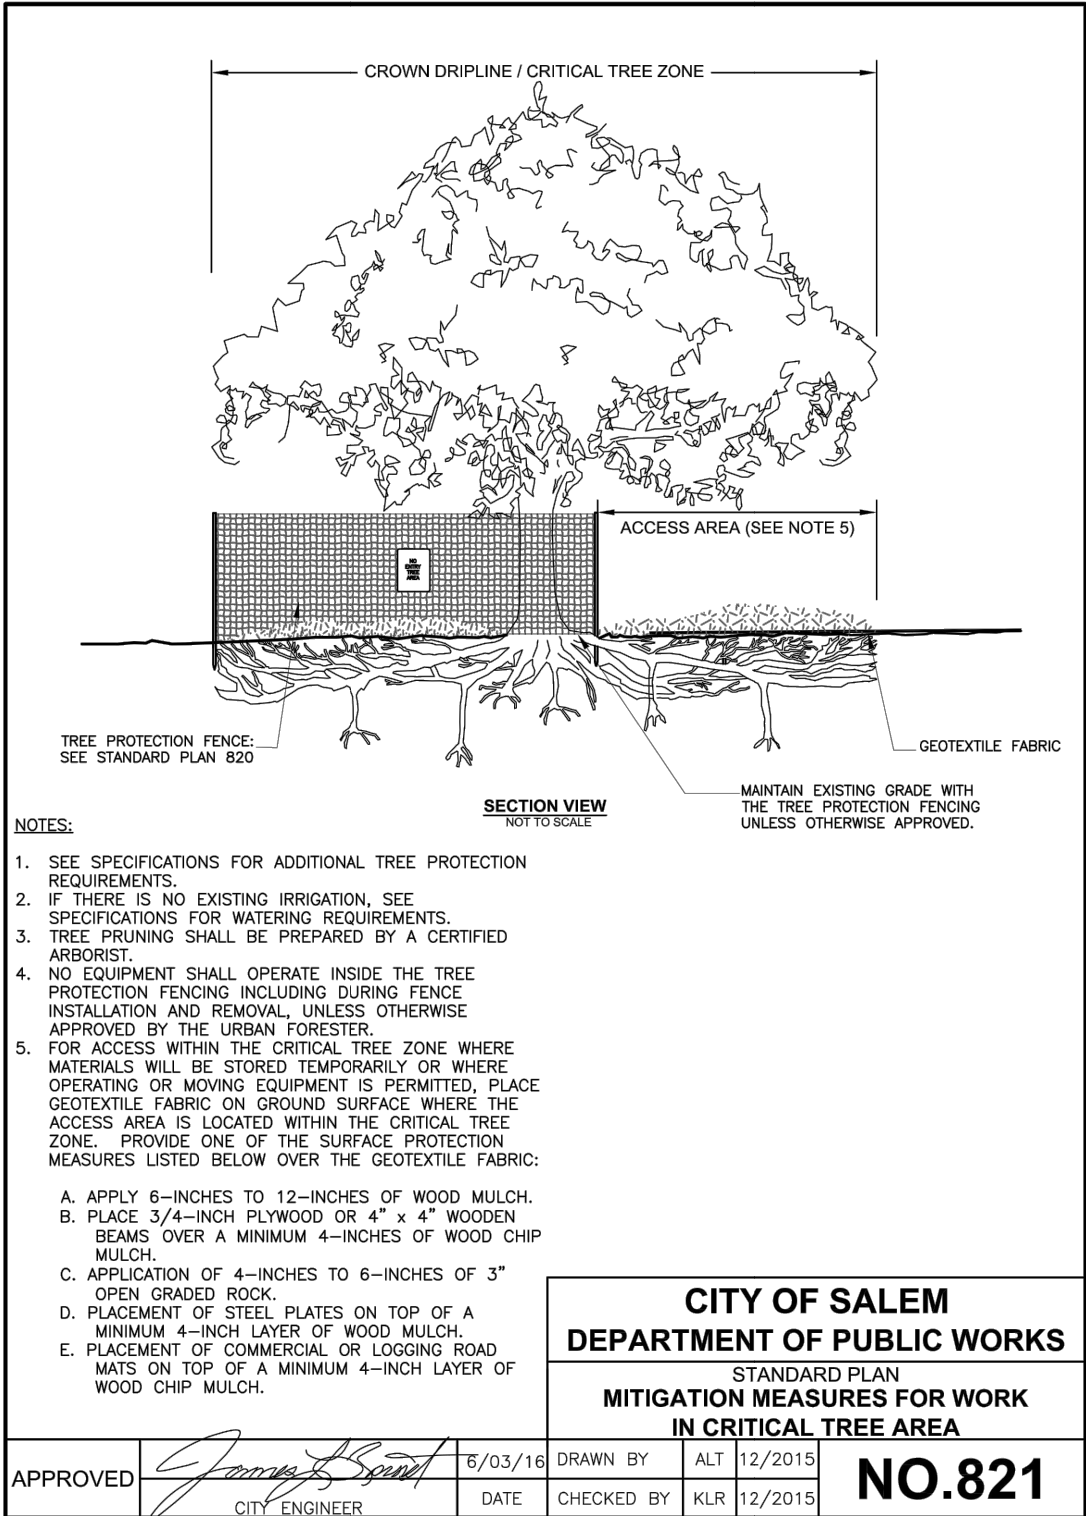 CROWN DRIPLINE / CRITICAL TREE ZONE
ACCESS AREA (SEE NOTE 5)
NO
ENTRY
TREE
AREA
TREE PROTECTION FENCE:
SEE STANDARD PLAN 820
GEOTEXTILE FABRIC
MAINTAIN EXISTING GRADE WITH
THE TREE PROTECTION FENCING
UNLESS OTHERWISE APPROVED.
SECTION VIEW
NOT TO SCALE
NOTES:
1. SEE SPECIFICATIONS FOR ADDITIONAL TREE PROTECTION
REQUIREMENTS.
2. IF THERE IS NO EXISTING IRRIGATION, SEE
SPECIFICATIONS FOR WATERING REQUIREMENTS.
3. TREE PRUNING SHALL BE PREPARED BY A CERTIFIED
ARBORIST.
4. NO EQUIPMENT SHALL OPERATE INSIDE THE TREE
PROTECTION FENCING INCLUDING DURING FENCE
INSTALLATION AND REMOVAL, UNLESS OTHERWISE
APPROVED BY THE URBAN FORESTER.
5. FOR ACCESS WITHIN THE CRITICAL TREE ZONE WHERE
MATERIALS WILL BE STORED TEMPORARILY OR WHERE
OPERATING OR MOVING EQUIPMENT IS PERMITTED, PLACE
GEOTEXTILE FABRIC ON GROUND SURFACE WHERE THE
ACCESS AREA IS LOCATED WITHIN THE CRITICAL TREE
ZONE. PROVIDE ONE OF THE SURFACE PROTECTION
MEASURES LISTED BELOW OVER THE GEOTEXTILE FABRIC:
A. APPLY 6-INCHES TO 12-INCHES OF WOOD MULCH.
B. PLACE 3/4-INCH PLYWOOD OR 4" x 4" WOODEN
BEAMS OVER A MINIMUM 4-INCHES OF WOOD CHIP
MULCH.
C. APPLICATION OF 4-INCHES TO 6-INCHES OF 3"
OPEN GRADED ROCK.
D. PLACEMENT OF STEEL PLATES ON TOP OF A
MINIMUM 4-INCH LAYER OF WOOD MULCH.
E. PLACEMENT OF COMMERCIAL OR LOGGING ROAD
MATS ON TOP OF A MINIMUM 4-INCH LAYER OF
WOOD CHIP MULCH.
CITY OF SALEM
DEPARTMENT OF PUBLIC WORKS
STANDARD PLAN
MITIGATION MEASURES FOR WORK
IN CRITICAL TREE AREA
APPROVED
CITY ENGINEER
6/03/16
DATE
DRAWN BY ALT 12/2015
CHECKED BY KLR 12/2015
NO.821